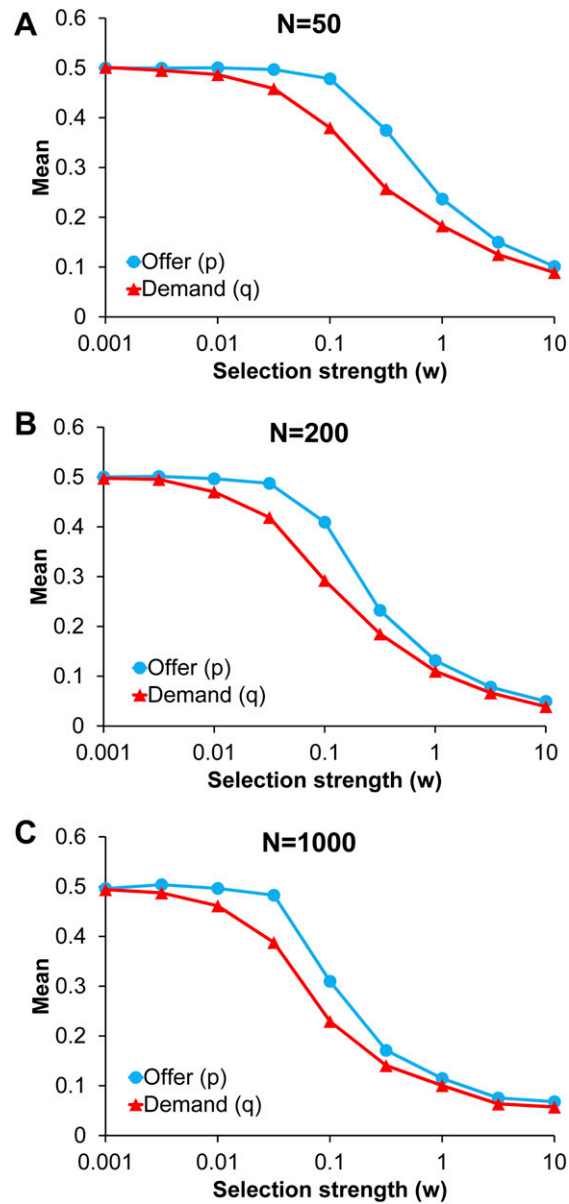 A
N=50
0.6
0.5
0.4
0.3
0.2
0.1
0
Mean
Offer (p)
Demand (q)
0.001 0.01 0.1 1 10
Selection strength (w)
B
N=200
0.6
0.5
0.4
0.3
0.2
0.1
0
Mean
Offer (p)
Demand (q)
0.001 0.01 0.1 1 10
Selection strength (w)
C
N=1000
0.6
0.5
0.4
0.3
0.2
0.1
0
Mean
Offer (p)
Demand (q)
0.001 0.01 0.1 1 10
Selection strength (w)